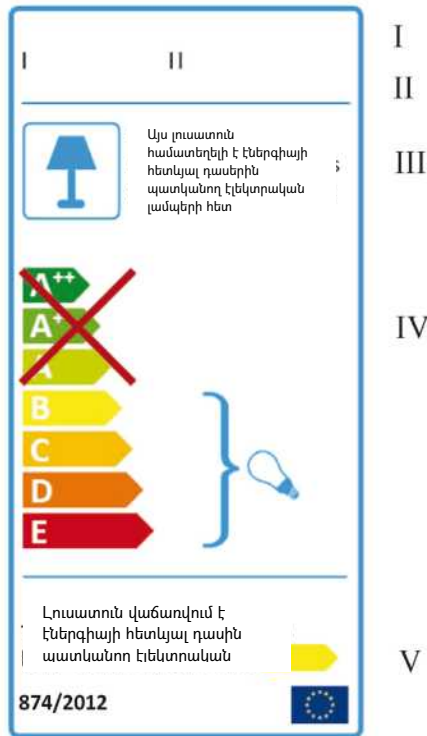 I II I
II
Այս լուսատուն
համատեղելի է էներգիայի
հետևյալ դասերին s III
պատկանող էլեկտրական
լամպերի հետ
A++
A+ IV
A
B
C
D
E
Լուսատուն վաճառվում է
էներգիայի հետևյալ դասին
պատկանող էլեկտրական V
874/2012